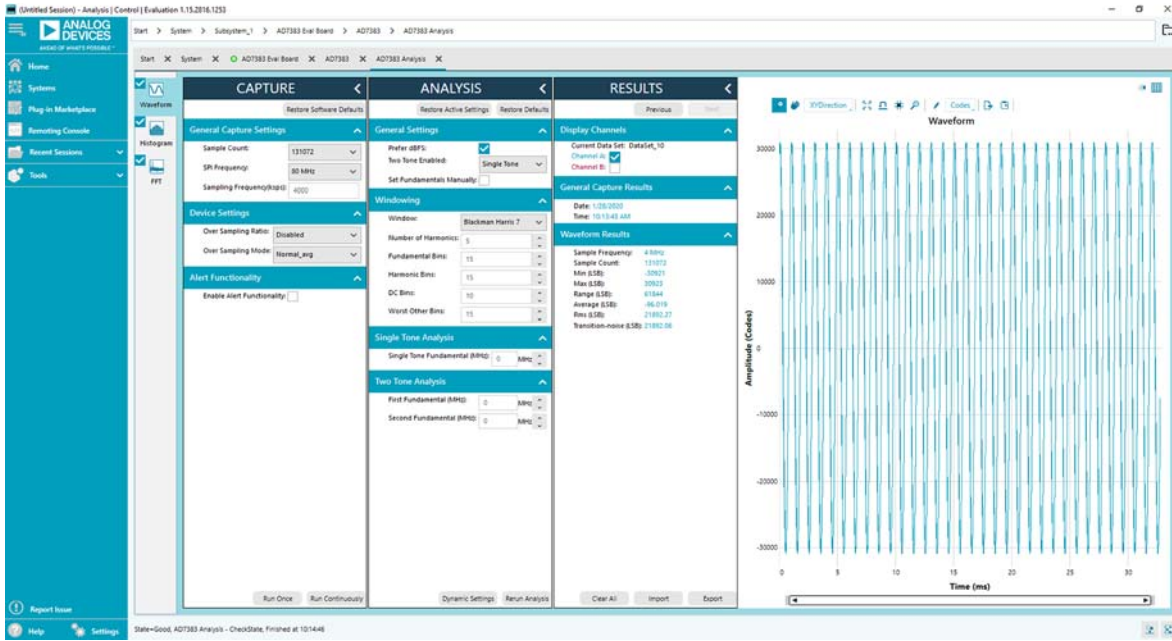 (Untitled Session) - Analysis | Control | Evaluation 1.15.2816.1253
ANALOG DEVICES
AHEAD OF WHAT'S POSSIBLE™
Start > System > Subsystem_1 > AD7383 Eval Board > AD7383 > AD7383 Analysis
Start System AD7383 Eval Board AD7383 AD7383 Analysis
Home
Systems
Plug-in Marketplace
Remoting Console
Recent Sessions
Tools
Report Issue
Help Settings
Waveform
Histogram
FFT
CAPTURE
Restore Software Defaults
General Capture Settings
Sample Count: 131072
SPI Frequency: 80 MHz
Sampling Frequency(ksps): 4000
Device Settings
Over Sampling Ratio: Disabled
Over Sampling Mode: Normal_avg
Alert Functionality
Enable Alert Functionality:
Run Once Run Continuously
ANALYSIS
Restore Active Settings Restore Defaults
General Settings
Prefer dBFS:
Two Tone Enabled: Single Tone
Set Fundamentals Manually:
Windowing
Window: Blackman Harris 7
Number of Harmonics: 5
Fundamental Bins: 15
Harmonic Bins: 15
DC Bins: 10
Worst Other Bins: 15
Single Tone Analysis
Single Tone Fundamental (MHz): 0 MHz
Two Tone Analysis
First Fundamental (MHz): 0 MHz
Second Fundamental (MHz): 0 MHz
Dynamic Settings Rerun Analysis
RESULTS
Previous Next
Display Channels
Current Data Set: DataSet_10
Channel A:
Channel B:
General Capture Results
Date: 1/28/2020
Time: 10:13:43 AM
Waveform Results
Sample Frequency: 4 MHz
Sample Count: 131072
Min (LSB): -30921
Max (LSB): 30923
Range (LSB): 61844
Average (LSB): -96.019
Rms (LSB): 21892.27
Transition-noise (LSB): 21892.06
Clear All Import Export
XYDirection Codes
Waveform
30000
20000
10000
0
-10000
-20000
-30000
Amplitude (Codes)
0 5 10 15 20 25 30
Time (ms)
State=Good, AD7383 Analysis - CheckState, Finished at 10:14:46